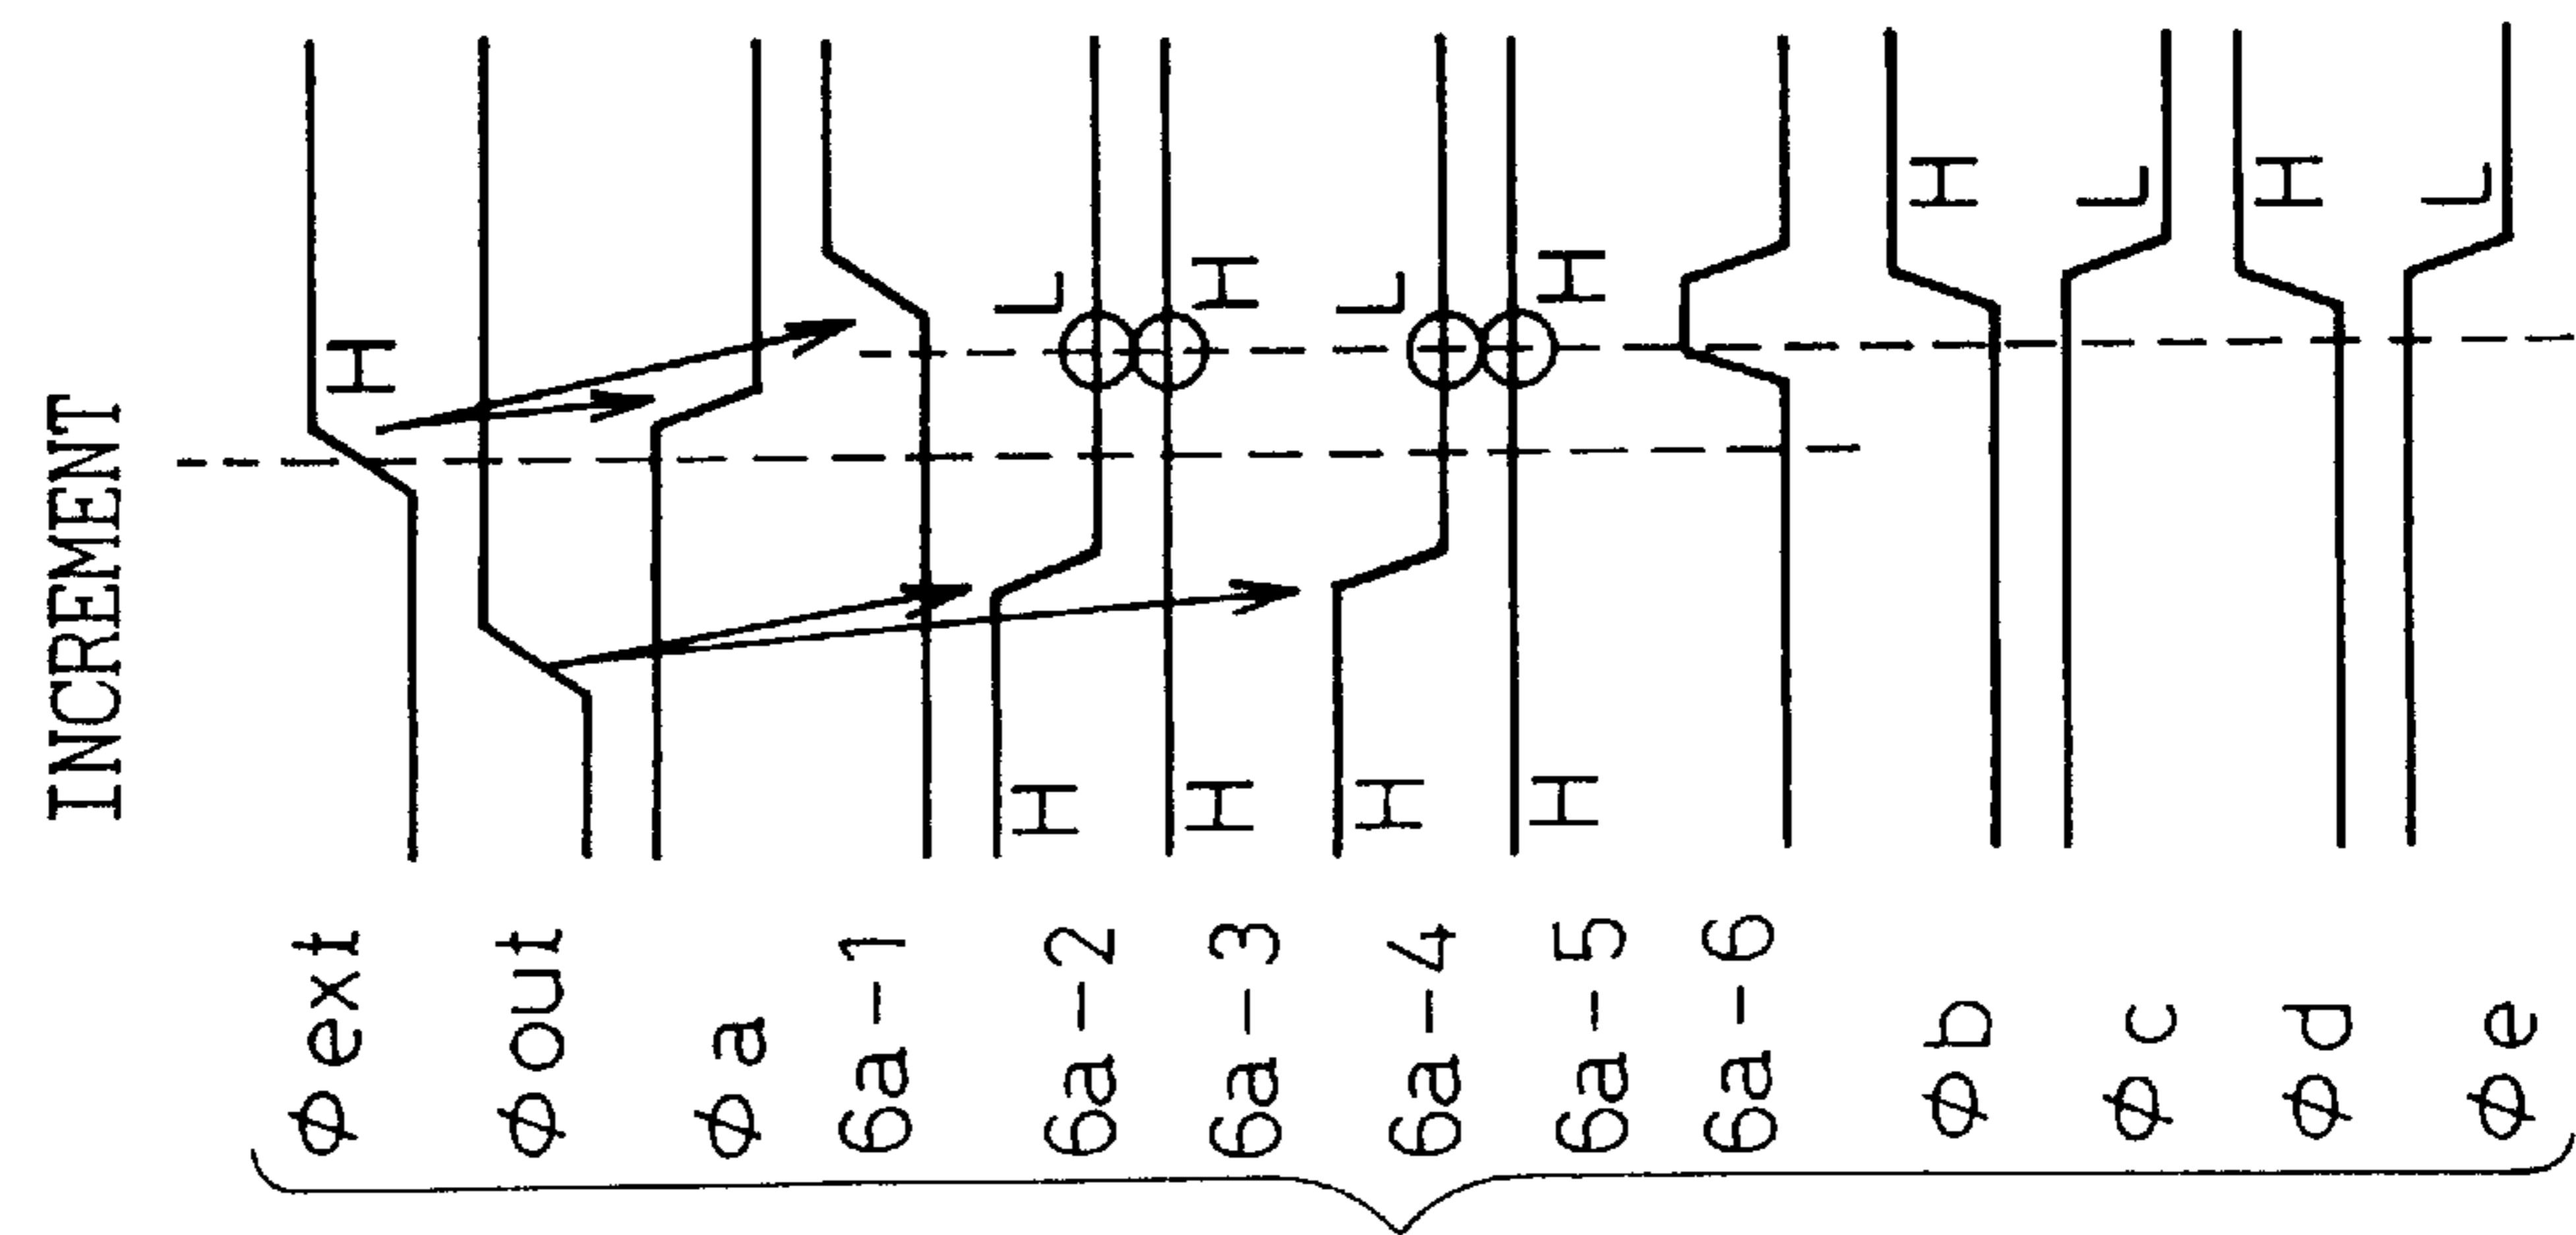 INCREMENT
φext H
φout
φa
6a-1
6a-2 H L
6a-3 H H
6a-4 H L
6a-5 H H
6a-6
φb H
φc L
φd H
φe L